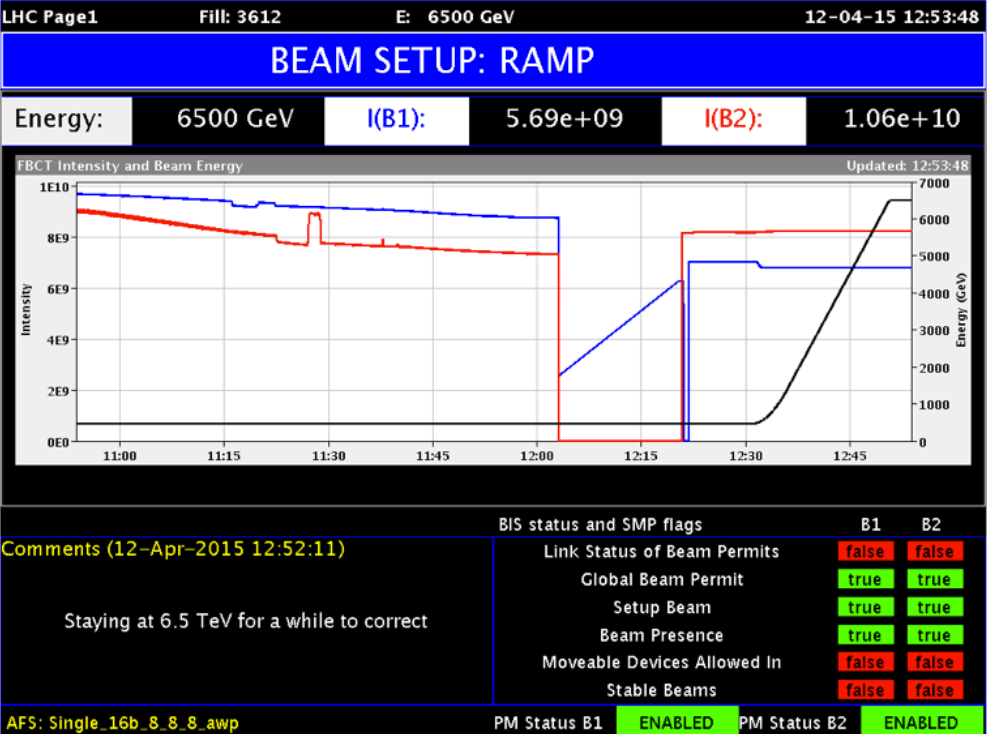 LHC Page1 Fill: 3612 E: 6500 GeV 12-04-15 12:53:48
BEAM SETUP: RAMP
Energy: 6500 GeV I(B1): 5.69e+09 I(B2): 1.06e+10
FBCT Intensity and Beam Energy Updated: 12:53:48
1E10 7000
6000
8E9
5000
6E9
4000
4E9
3000
2000
2E9
1000
0E0 0
Intensity
Energy (GeV)
11:00 11:15 11:30 11:45 12:00 12:15 12:30 12:45
BIS status and SMP flags B1 B2
Comments (12-Apr-2015 12:52:11)
Staying at 6.5 TeV for a while to correct
Link Status of Beam Permits false false
Global Beam Permit true true
Setup Beam true true
Beam Presence true true
Moveable Devices Allowed In false false
Stable Beams false false
AFS: Single_16b_8_8_8_awp PM Status B1 ENABLED PM Status B2 ENABLED